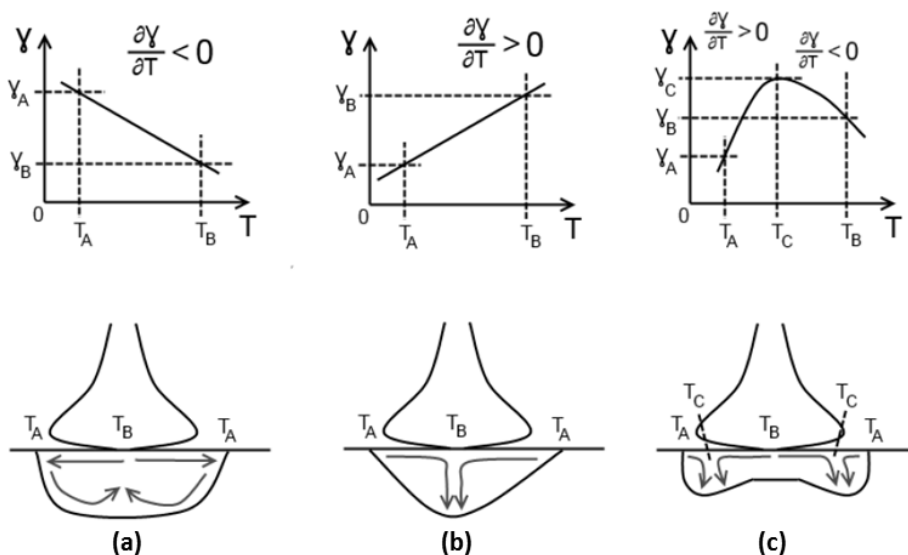 γ ∂γ/∂T < 0
γA
γB
0 TA TB T
γ ∂γ/∂T > 0
γB
γA
0 TA TB T
γ ∂γ/∂T > 0 ∂γ/∂T < 0
γC
γB
γA
0 TA TC TB T
TA TB TA
TA TB TA
TC TC
TA TB TA
(a) (b) (c)